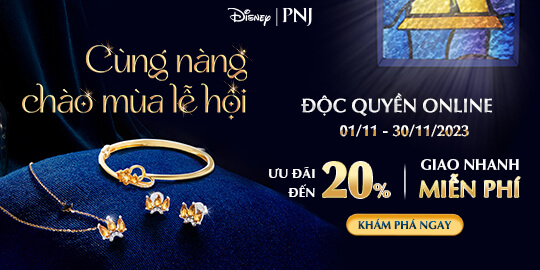 Disney | PNJ
Cùng nàng
chào mùa lễ hội
ĐỘC QUYỀN ONLINE
01/11 - 30/11/2023
ƯU ĐÃI
ĐẾN
20%
GIAO NHANH
MIỄN PHÍ
KHÁM PHÁ NGAY